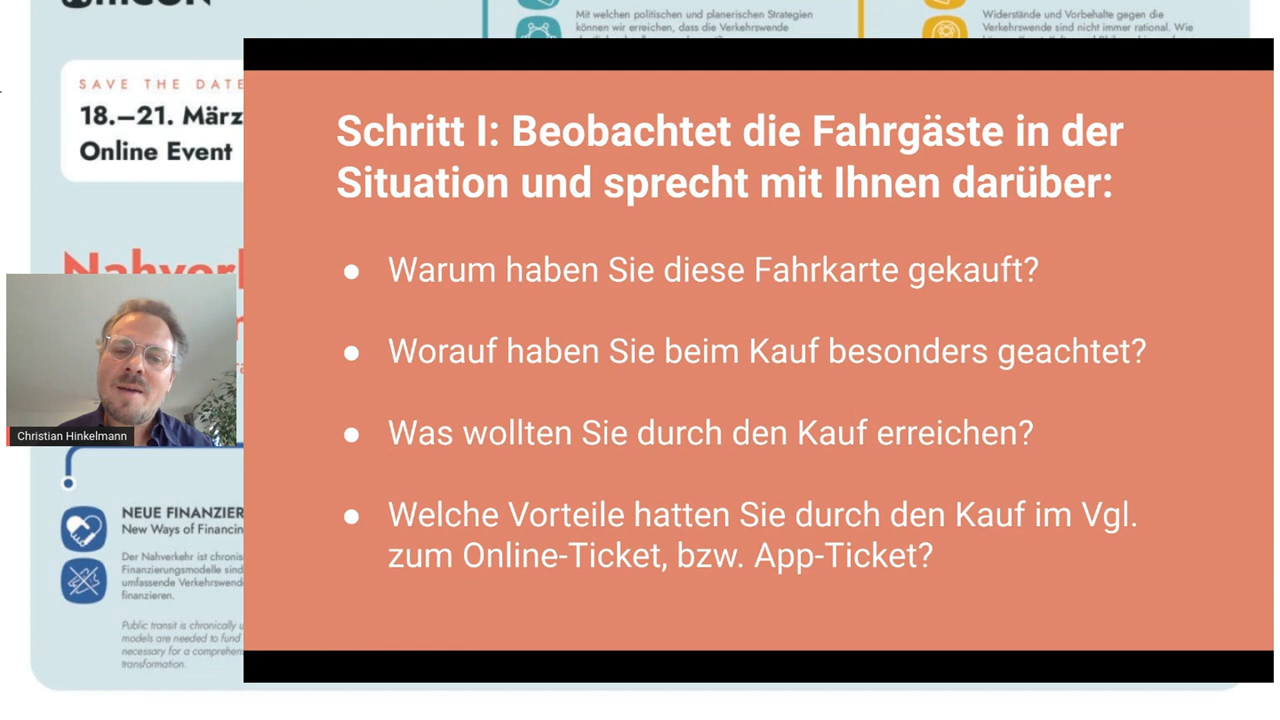 Mit welchen politischen und planerischen Strategien
können wir erreichen, dass die Verkehrswende
Widerstände und Vorbehalte gegen die
Verkehrswende sind nicht immer rational. Wie
SAVE THE DATE
18.–21. März
Online Event
Schritt I: Beobachtet die Fahrgäste in der
Situation und sprecht mit Ihnen darüber:
● Warum haben Sie diese Fahrkarte gekauft?
● Worauf haben Sie beim Kauf besonders geachtet?
● Was wollten Sie durch den Kauf erreichen?
● Welche Vorteile hatten Sie durch den Kauf im Vgl.
zum Online-Ticket, bzw. App-Ticket?
Christian Hinkelmann
NEUE FINANZIER
New Ways of Financin
Der Nahverkehr ist chronis
Finanzierungsmodelle sind
umfassende Verkehrswend
finanzieren.
Public transit is chronically u
models are needed to fund
necessary for a comprehen
transformation.